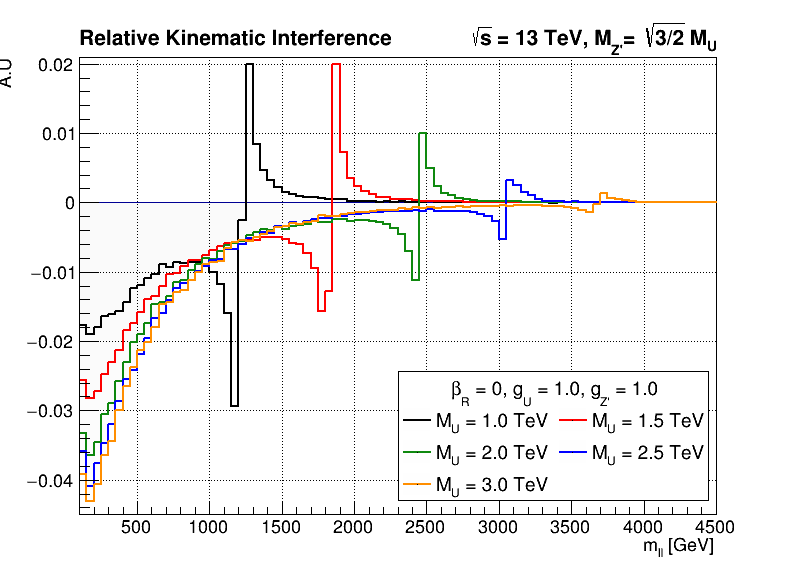 Relative Kinematic Interference
√s = 13 TeV, M_Z' = √3/2 M_U
A.U
0.02
0.01
0
−0.01
−0.02
−0.03
−0.04
β_R = 0, g_U = 1.0, g_Z' = 1.0
M_U = 1.0 TeV M_U = 1.5 TeV
M_U = 2.0 TeV M_U = 2.5 TeV
M_U = 3.0 TeV
500 1000 1500 2000 2500 3000 3500 4000 4500
m_ll [GeV]